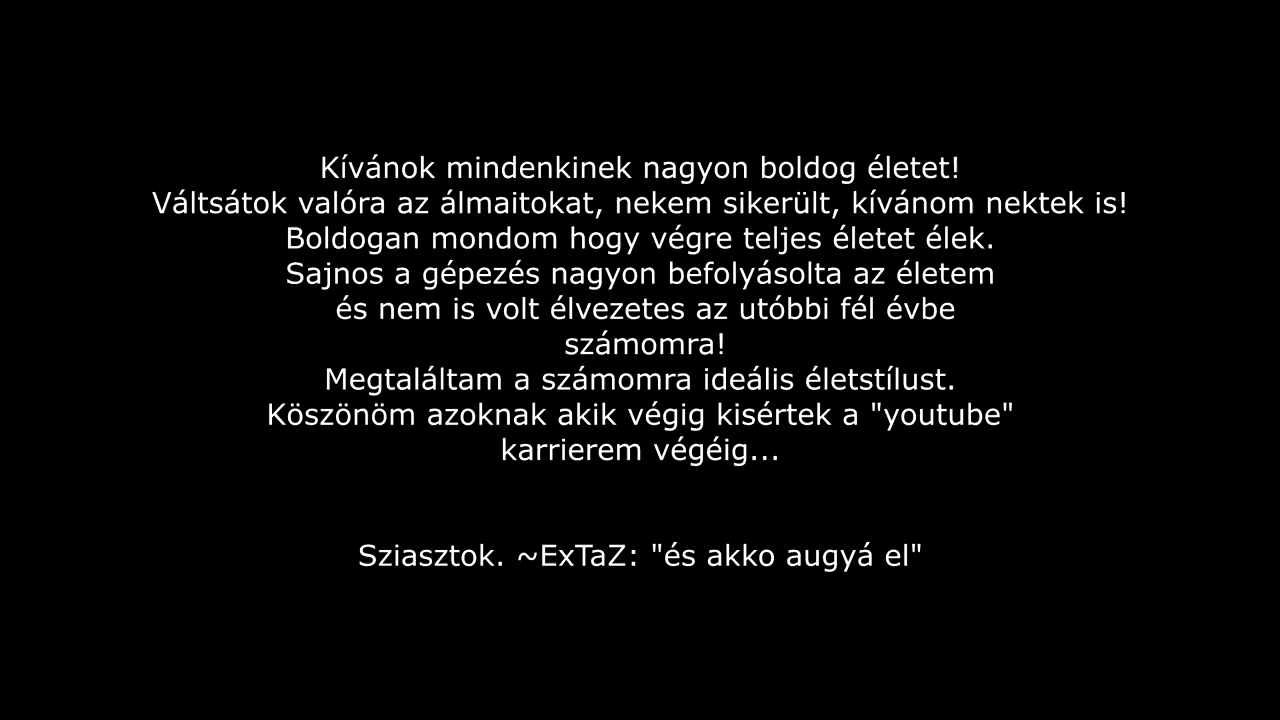 Kívánok mindenkinek nagyon boldog életet!
Váltsátok valóra az álmaitokat, nekem sikerült, kívánom nektek is!
Boldogan mondom hogy végre teljes életet élek.
Sajnos a gépezés nagyon befolyásolta az életem
és nem is volt élvezetes az utóbbi fél évbe
számomra!
Megtaláltam a számomra ideális életstílust.
Köszönöm azoknak akik végig kisértek a "youtube"
karrierem végéig...
Sziasztok. ~ExTaZ: "és akko augyá el"